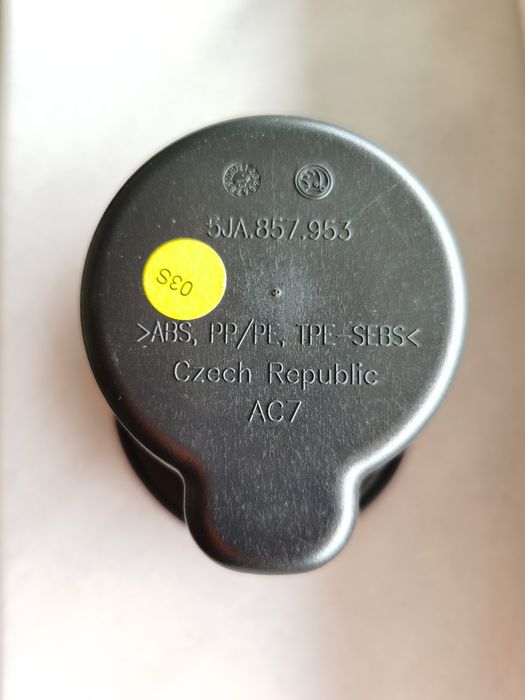 5JA.857.953
03S
>ABS, PP/PE, TPE-SEBS<
Czech Republic
AC7